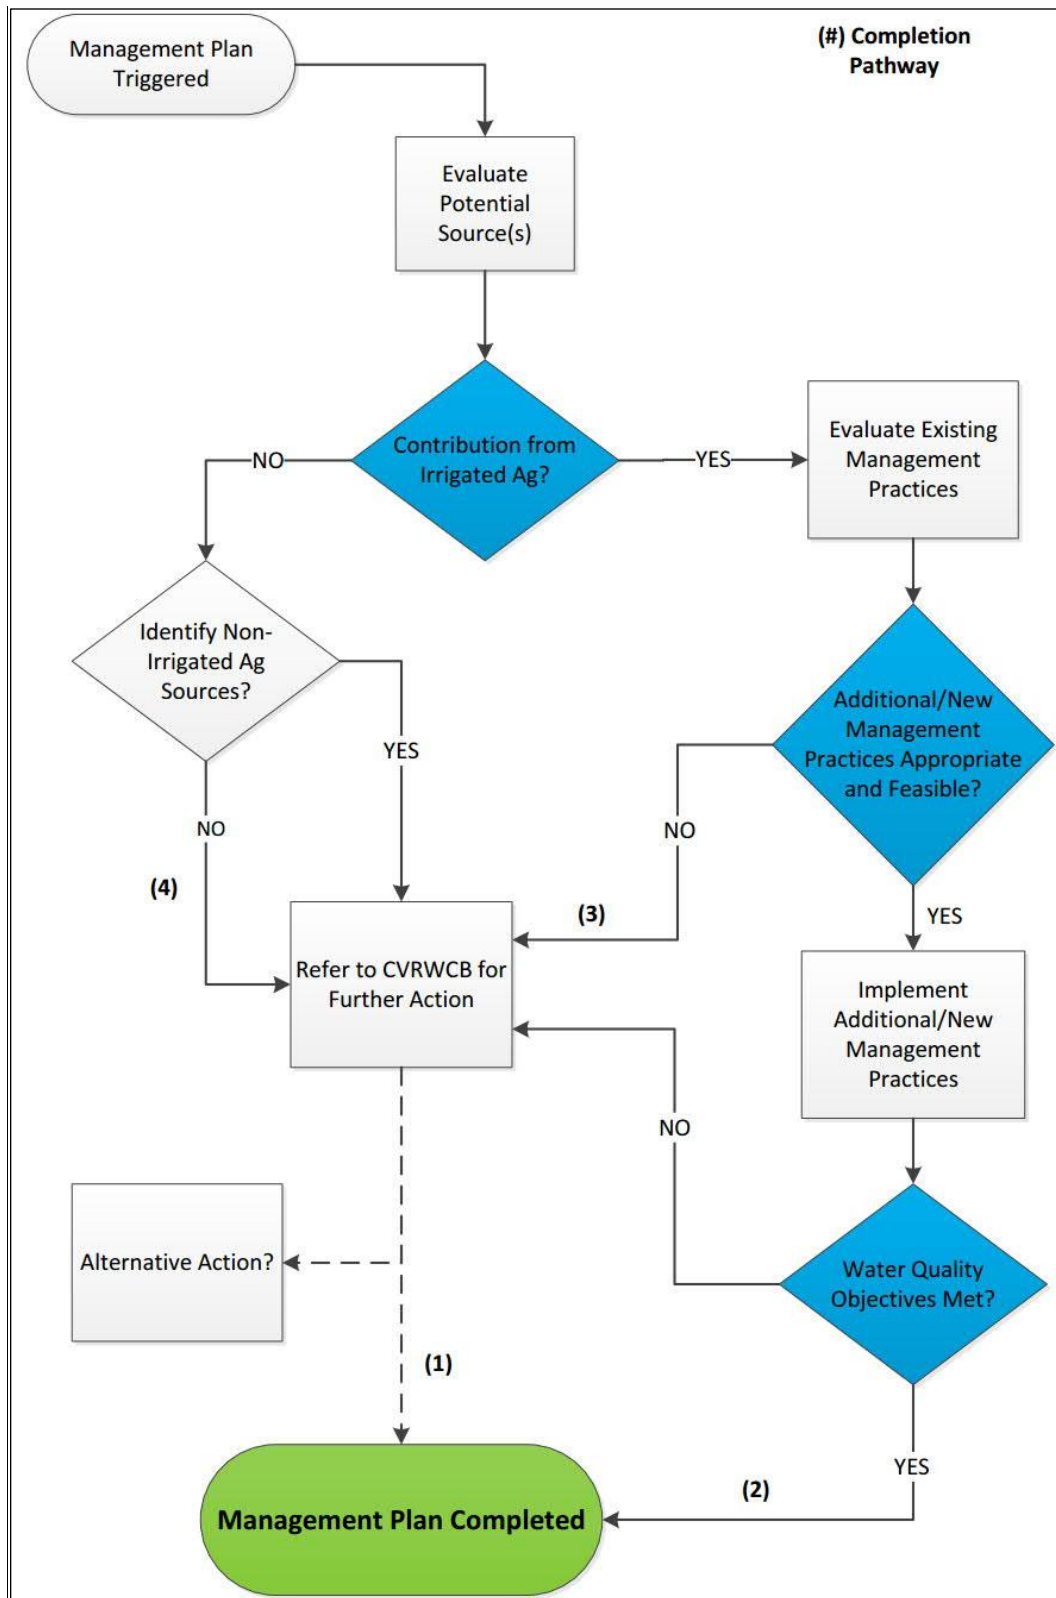 Management Plan
Triggered
(#) Completion
Pathway
Evaluate
Potential
Source(s)
Contribution from
Irrigated Ag?
NO
YES
Evaluate Existing
Management
Practices
Identify Non-
Irrigated Ag
Sources?
YES
NO
(4)
Additional/New
Management
Practices Appropriate
and Feasible?
NO
(3)
YES
Refer to CVRWCB for
Further Action
Implement
Additional/New
Management
Practices
NO
Alternative Action?
Water Quality
Objectives Met?
(1)
YES
(2)
Management Plan Completed